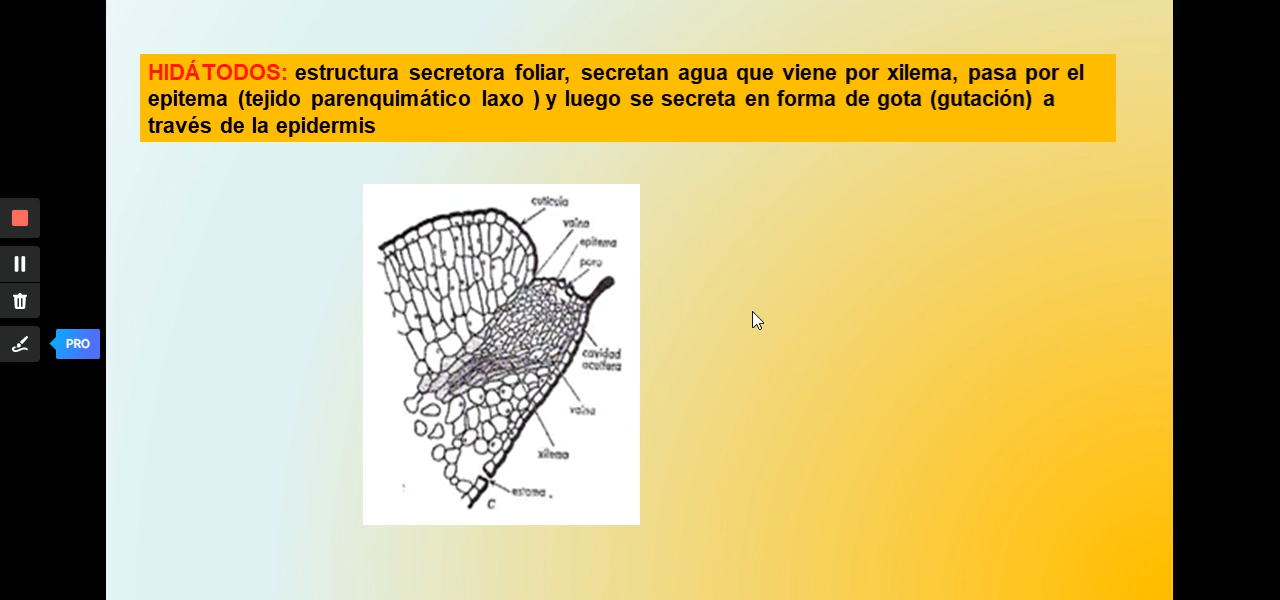 HIDÁTODOS: estructura secretora foliar, secretan agua que viene por xilema, pasa por el
epitema (tejido parenquimático laxo ) y luego se secreta en forma de gota (gutación) a
través de la epidermis
cutícula
vaina
epitema
poro
cavidad
acuífera
vaina
xilema
estoma
C
PRO